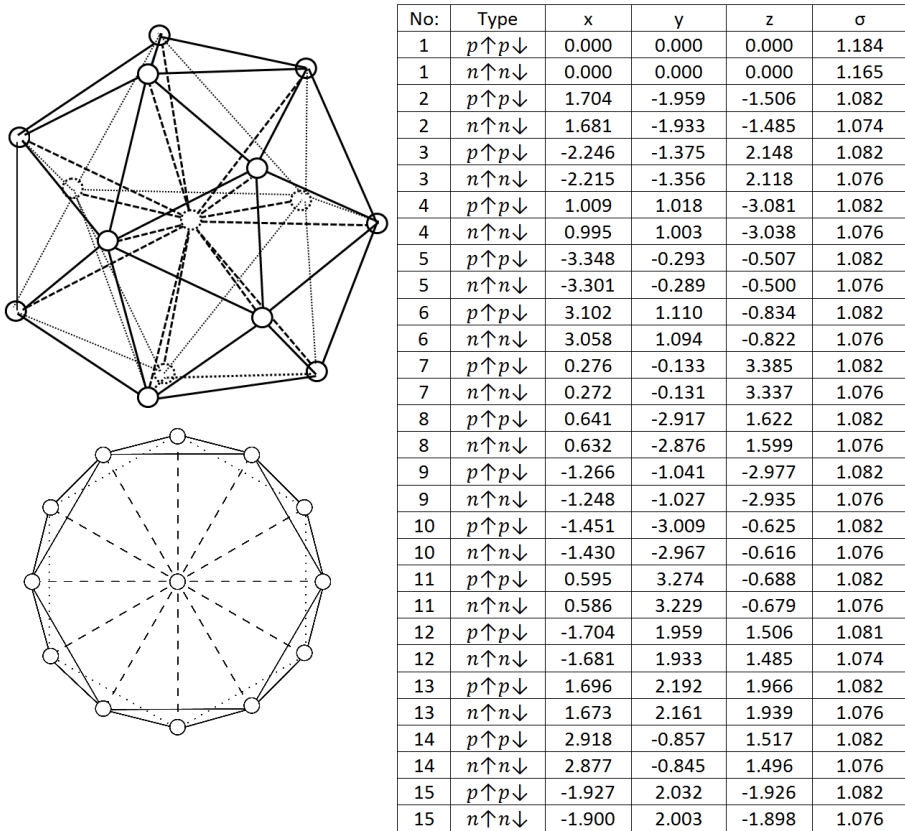 No: Type x y z σ
1 p↑p↓ 0.000 0.000 0.000 1.184
1 n↑n↓ 0.000 0.000 0.000 1.165
2 p↑p↓ 1.704 -1.959 -1.506 1.082
2 n↑n↓ 1.681 -1.933 -1.485 1.074
3 p↑p↓ -2.246 -1.375 2.148 1.082
3 n↑n↓ -2.215 -1.356 2.118 1.076
4 p↑p↓ 1.009 1.018 -3.081 1.082
4 n↑n↓ 0.995 1.003 -3.038 1.076
5 p↑p↓ -3.348 -0.293 -0.507 1.082
5 n↑n↓ -3.301 -0.289 -0.500 1.076
6 p↑p↓ 3.102 1.110 -0.834 1.082
6 n↑n↓ 3.058 1.094 -0.822 1.076
7 p↑p↓ 0.276 -0.133 3.385 1.082
7 n↑n↓ 0.272 -0.131 3.337 1.076
8 p↑p↓ 0.641 -2.917 1.622 1.082
8 n↑n↓ 0.632 -2.876 1.599 1.076
9 p↑p↓ -1.266 -1.041 -2.977 1.082
9 n↑n↓ -1.248 -1.027 -2.935 1.076
10 p↑p↓ -1.451 -3.009 -0.625 1.082
10 n↑n↓ -1.430 -2.967 -0.616 1.076
11 p↑p↓ 0.595 3.274 -0.688 1.082
11 n↑n↓ 0.586 3.229 -0.679 1.076
12 p↑p↓ -1.704 1.959 1.506 1.081
12 n↑n↓ -1.681 1.933 1.485 1.074
13 p↑p↓ 1.696 2.192 1.966 1.082
13 n↑n↓ 1.673 2.161 1.939 1.076
14 p↑p↓ 2.918 -0.857 1.517 1.082
14 n↑n↓ 2.877 -0.845 1.496 1.076
15 p↑p↓ -1.927 2.032 -1.926 1.082
15 n↑n↓ -1.900 2.003 -1.898 1.076